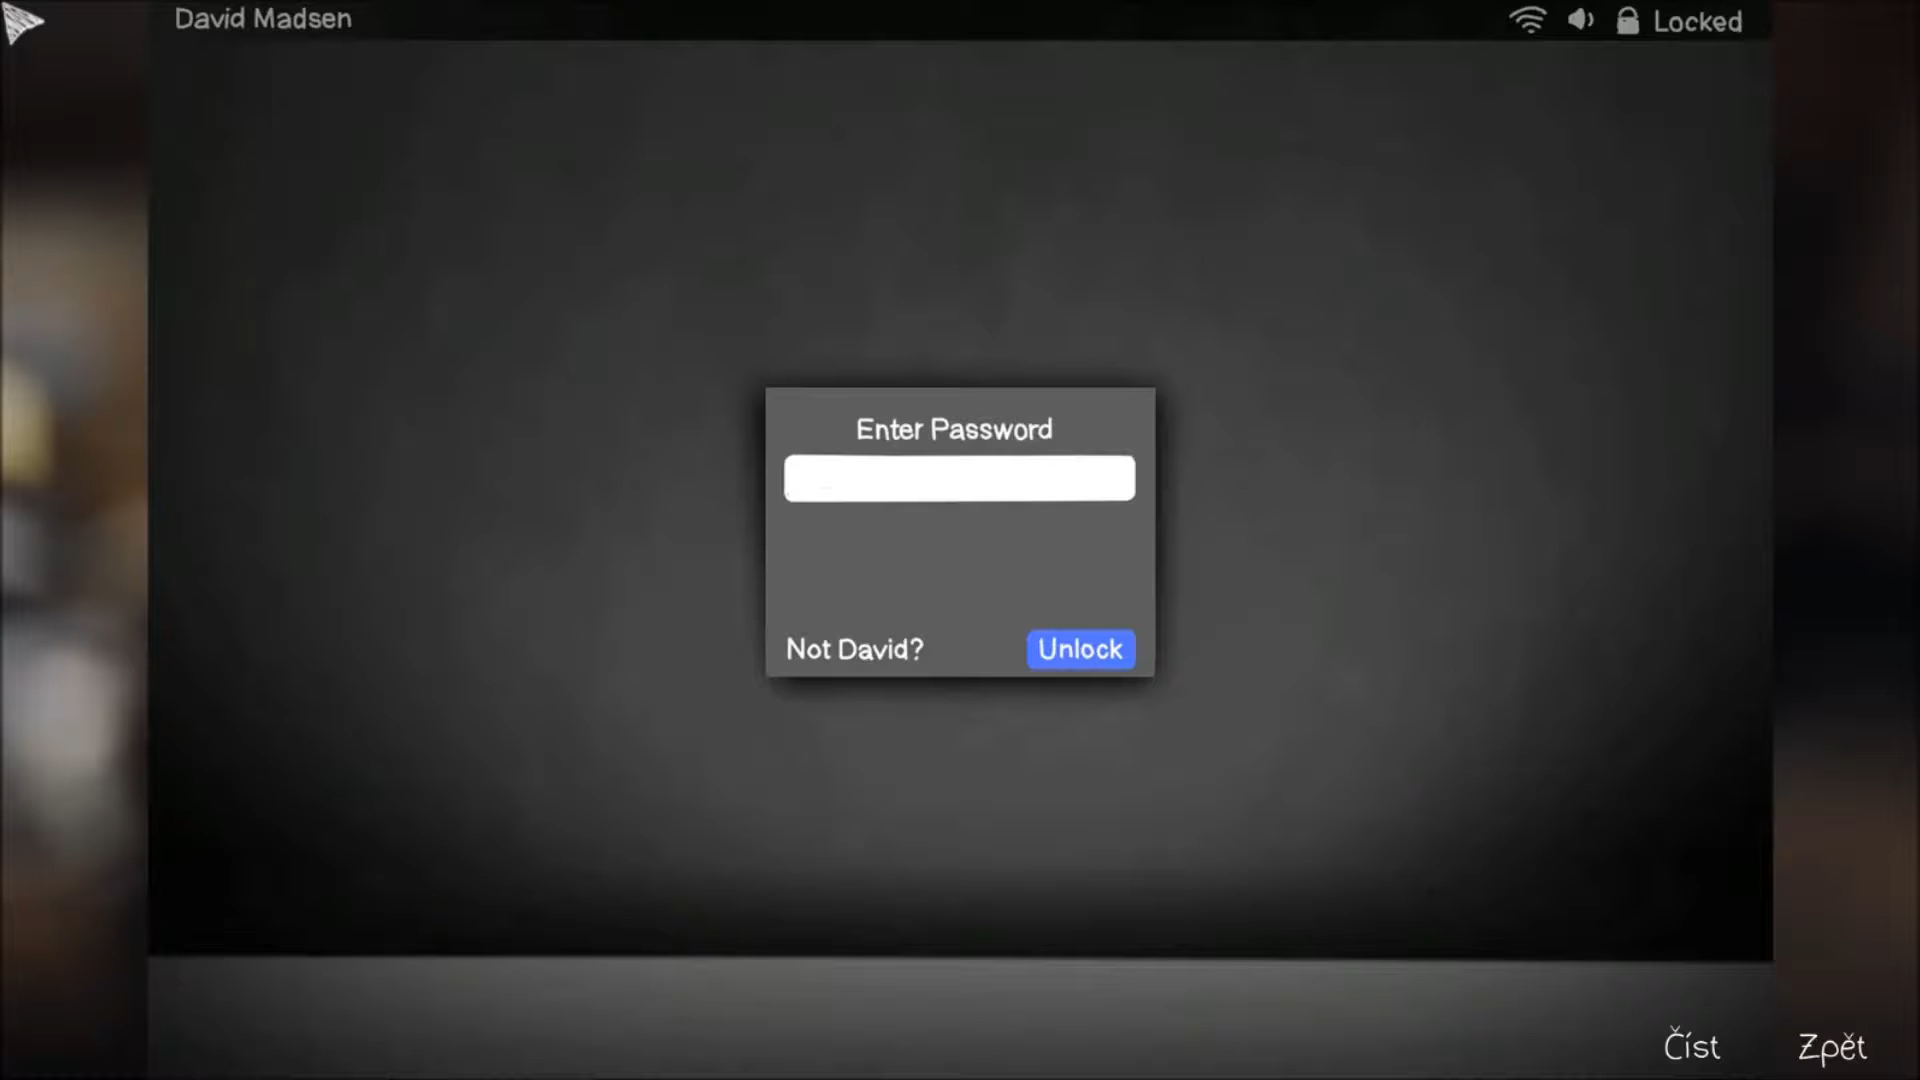 David Madsen
Locked
Enter Password
Not David?
Unlock
Číst
Zpět